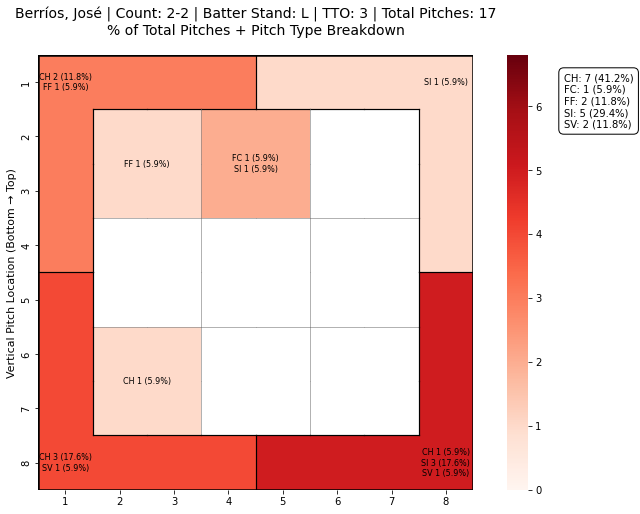 Berríos, José | Count: 2-2 | Batter Stand: L | TTO: 3 | Total Pitches: 17
% of Total Pitches + Pitch Type Breakdown
CH 2 (11.8%)
FF 1 (5.9%)
SI 1 (5.9%)
FF 1 (5.9%)
FC 1 (5.9%)
SI 1 (5.9%)
CH 1 (5.9%)
CH 3 (17.6%)
SV 1 (5.9%)
CH 1 (5.9%)
SI 3 (17.6%)
SV 1 (5.9%)
Vertical Pitch Location (Bottom → Top)
1
2
3
4
5
6
7
8
1 2 3 4 5 6 7 8
6
5
4
3
2
1
0
CH: 7 (41.2%)
FC: 1 (5.9%)
FF: 2 (11.8%)
SI: 5 (29.4%)
SV: 2 (11.8%)